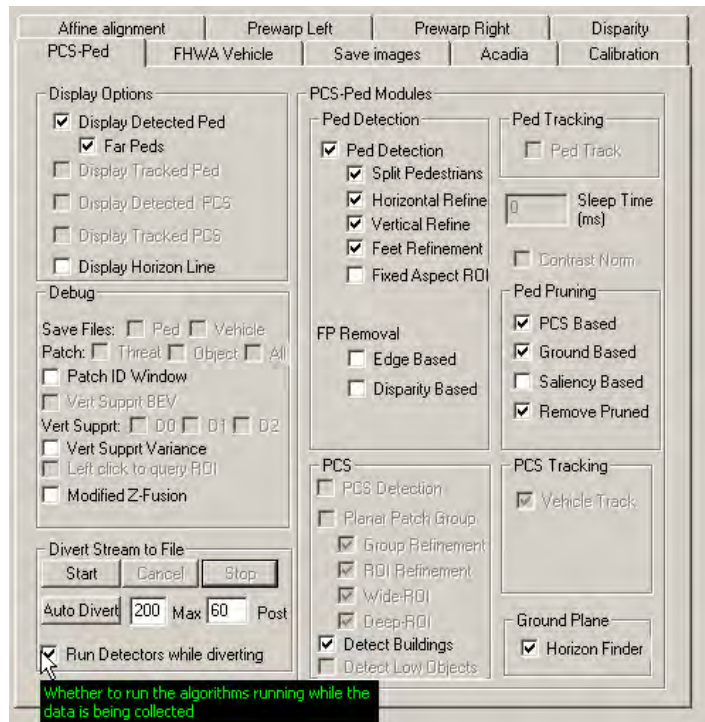 Affine alignment
Prewarp Left
Prewarp Right
Disparity
PCS-Ped
FHWA Vehicle
Save images
Acadia
Calibration
Display Options
Display Detected Ped
Far Peds
Display Tracked Ped
Display Detected PCS
Display Tracked PCS
Display Horizon Line
Debug
Save Files: Ped Vehicle
Patch: Threat Object All
Patch ID Window
Vert Supprt BEV
Vert Supprt: D0 D1 D2
Vert Supprt Variance
Left click to query ROI
Modified Z-Fusion
Divert Stream to File
Start Cancel Stop
Auto Divert 200 Max 60 Post
Run Detectors while diverting
Whether to run the algorithms running while the
data is being collected
PCS-Ped Modules
Ped Detection
Ped Detection
Split Pedestrians
Horizontal Refine
Vertical Refine
Feet Refinement
Fixed Aspect ROI
FP Removal
Edge Based
Disparity Based
PCS
PCS Detection
Planar Patch Group
Group Refinement
ROI Refinement
Wide-ROI
Deep-ROI
Detect Buildings
Detect Low Objects
Ped Tracking
Ped Track
0 Sleep Time
(ms)
Contrast Norm
Ped Pruning
PCS Based
Ground Based
Saliency Based
Remove Pruned
PCS Tracking
Vehicle Track
Ground Plane
Horizon Finder